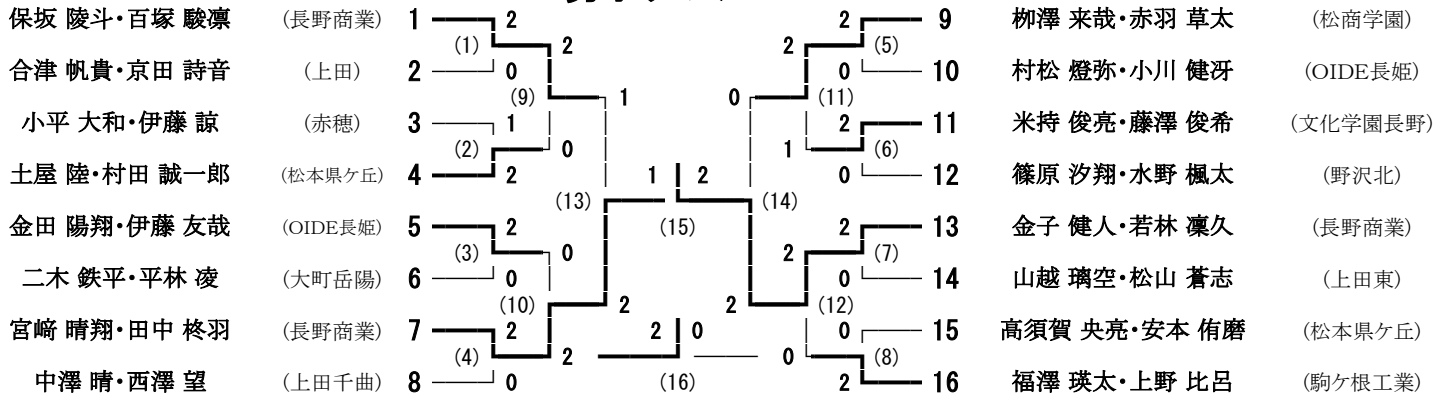 保坂 陵斗・百塚 駿凛 (長野商業) 1 2 2 9 栁澤 来哉・赤羽 草太 (松商学園)
(1) 2 2 (5)
合津 帆貴・京田 詩音 (上田) 2 0 0 10 村松 燈弥・小川 健冴 (OIDE長姫)
(9) 1 0 (11)
小平 大和・伊藤 諒 (赤穂) 3 1 2 11 米持 俊亮・藤澤 俊希 (文化学園長野)
(2) 0 1 (6)
土屋 陸・村田 誠一郎 (松本県ケ丘) 4 2 1 2 0 12 篠原 汐翔・水野 楓太 (野沢北)
(13) (14)
金田 陽翔・伊藤 友哉 (OIDE長姫) 5 2 (15) 2 13 金子 健人・若林 凜久 (長野商業)
(3) 0 2 (7)
二木 鉄平・平林 凌 (大町岳陽) 6 0 0 14 山越 璃空・松山 蒼志 (上田東)
(10) 2 2 (12)
宮﨑 晴翔・田中 柊羽 (長野商業) 7 2 2 0 0 15 高須賀 央亮・安本 侑磨 (松本県ケ丘)
(4) 2 0 (8)
中澤 晴・西澤 望 (上田千曲) 8 0 (16) 2 16 福澤 瑛太・上野 比呂 (駒ケ根工業)